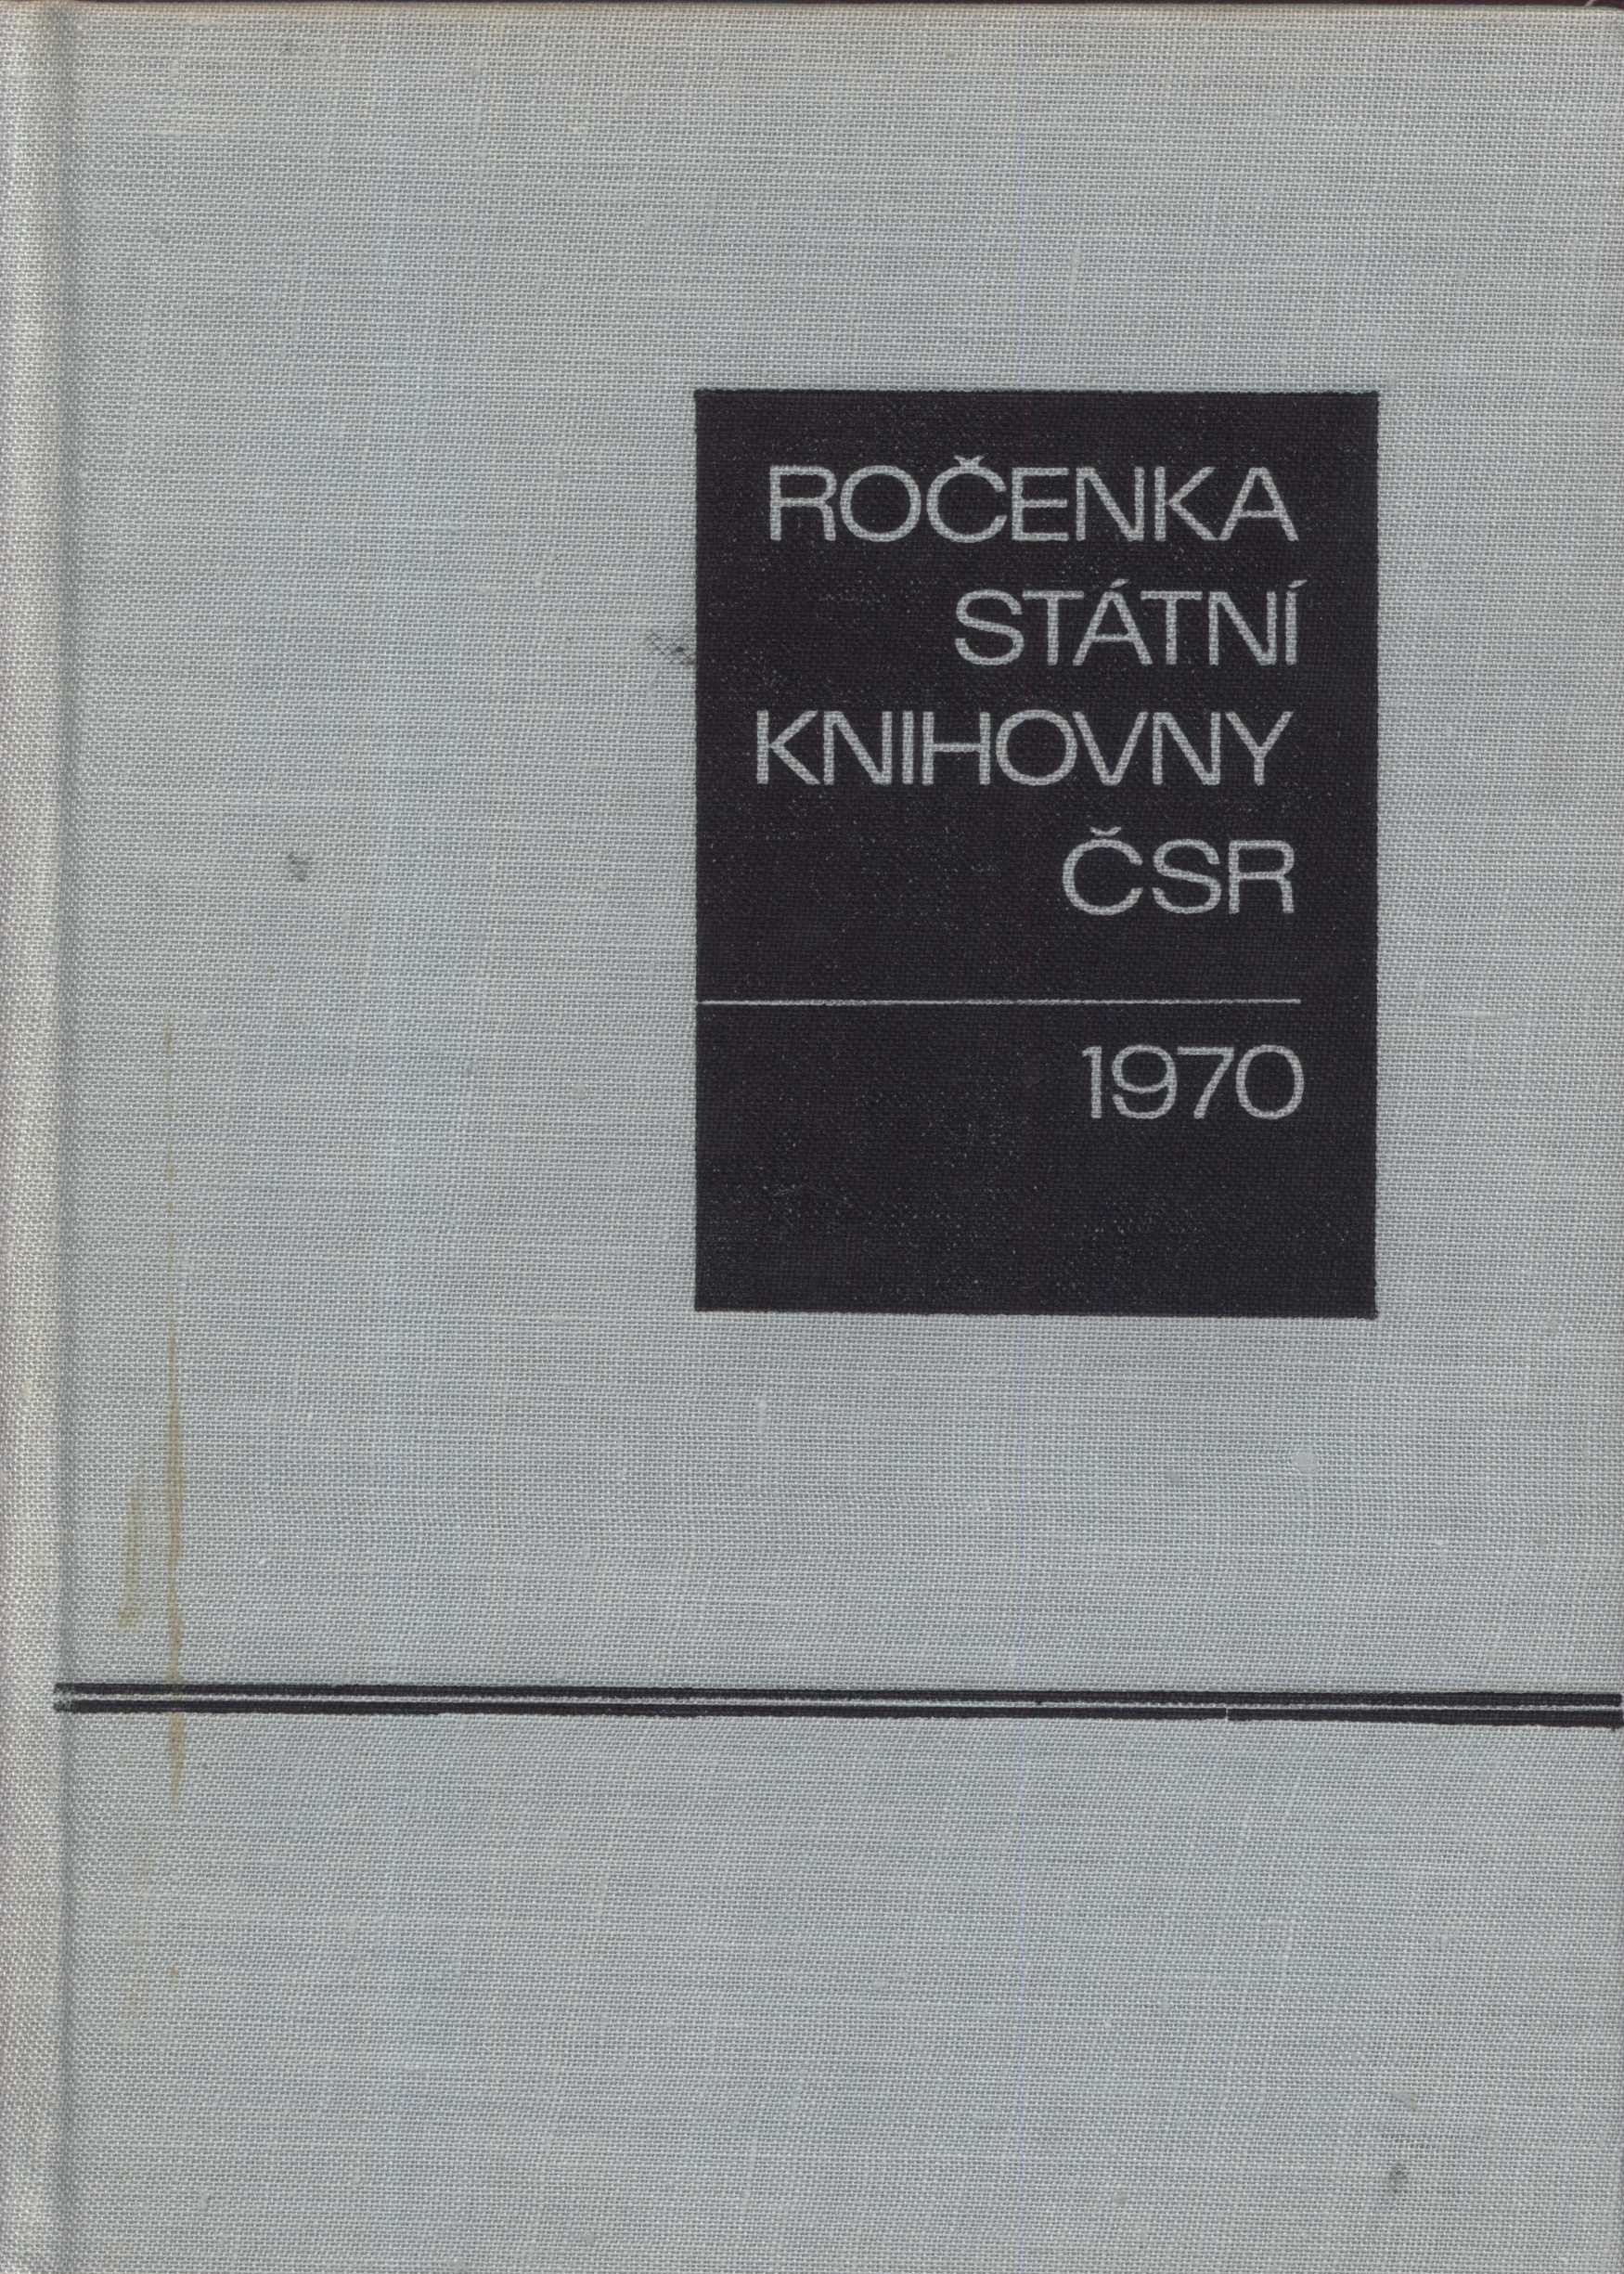 ROČENKA
STÁTNÍ
KNIHOVNY
ČSR
1970